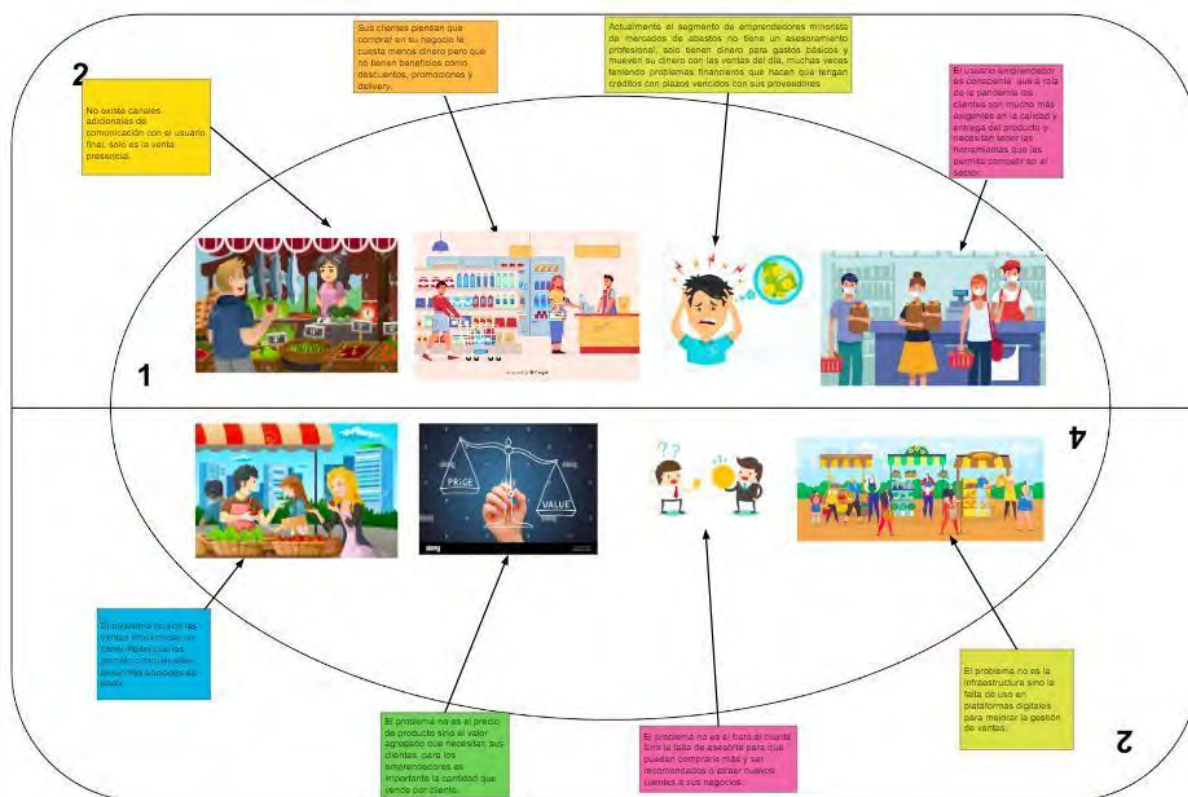 2
No existe canales
adicionales de
comunicación con el usuario
final, solo es la venta
presencial.
Sus clientes piensan que
comprar en su negocio le
cuesta menos dinero pero que
no tienen beneficios como
descuentos, promociones y
delivery.
Actualmente el segmento de emprendedores minorista
de mercados de abastos no tiene un asesoramiento
profesional, solo tienen dinero para gastos básicos y
mueven su dinero con las ventas del día, muchas veces
teniendo problemas financieros que hacen que tengan
créditos con plazos vencidos con sus proveedores
El usuario emprendedor
es consciente que a raíz
de la pandemia los
clientes son mucho más
exigentes en la calidad y
entrega del producto y
necesitan tener las
herramientas que les
permita competir en el
sector.
1
4
PRICE
VALUE
??
El problema no son las
ventas
que les
El problema no es el precio
de producto sino el valor
agregado que necesitan sus
clientes, para los
emprendedores es
importante la cantidad que
vende por cliente.
El problema no es el trato al cliente
sino la falta de asesoría para que
puedan comprarle más y ser
recomendados o atraer nuevos
clientes a sus negocios.
El problema no es la
infraestructura sino la
falta de uso en
plataformas digitales
para mejorar la gestión
de ventas.
2